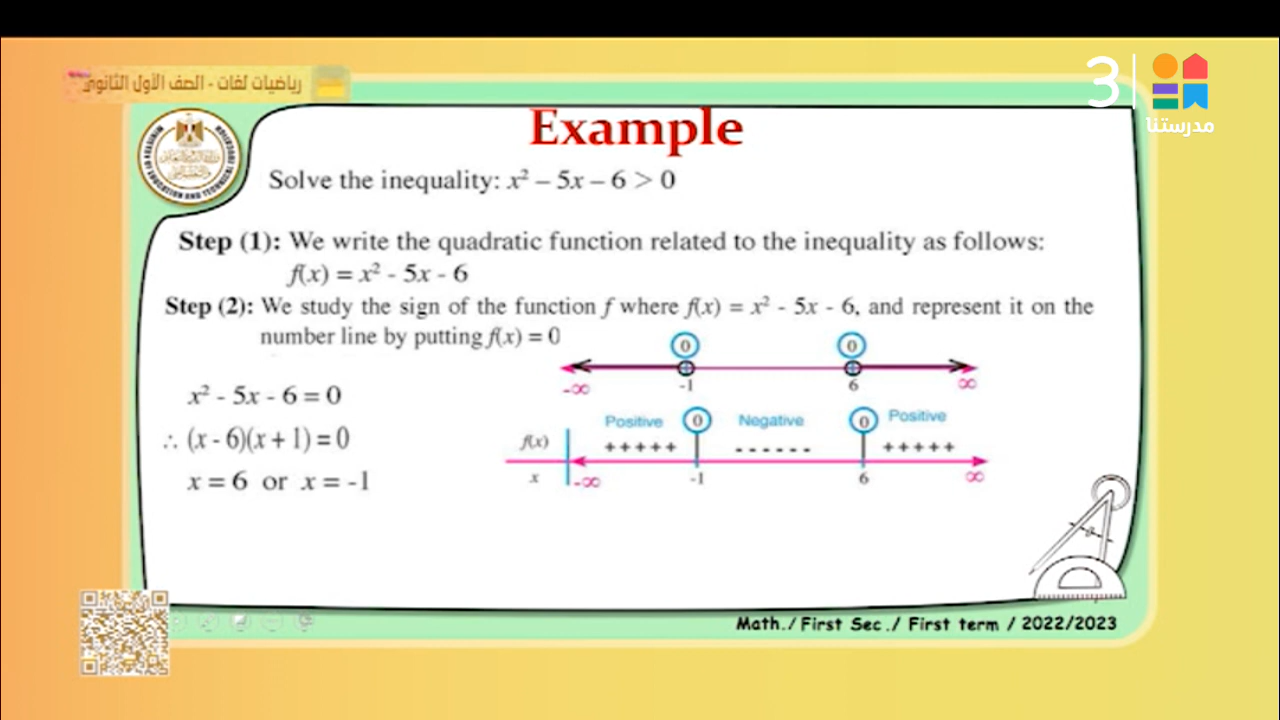 رياضيات لغات - الصف الأول الثانوي
3
مدرستنا
Example
Solve the inequality: x² – 5x – 6 > 0
Step (1): We write the quadratic function related to the inequality as follows:
f(x) = x² - 5x - 6
Step (2): We study the sign of the function f where f(x) = x² - 5x - 6, and represent it on the
number line by putting f(x) = 0
0 0
-∞ -1 6 ∞
x² - 5x - 6 = 0
∴ (x - 6)(x + 1) = 0
x = 6 or x = -1
Positive 0 Negative 0 Positive
f(x) +++++ ------ +++++
x -∞ -1 6 ∞
Math./ First Sec./ First term / 2022/2023